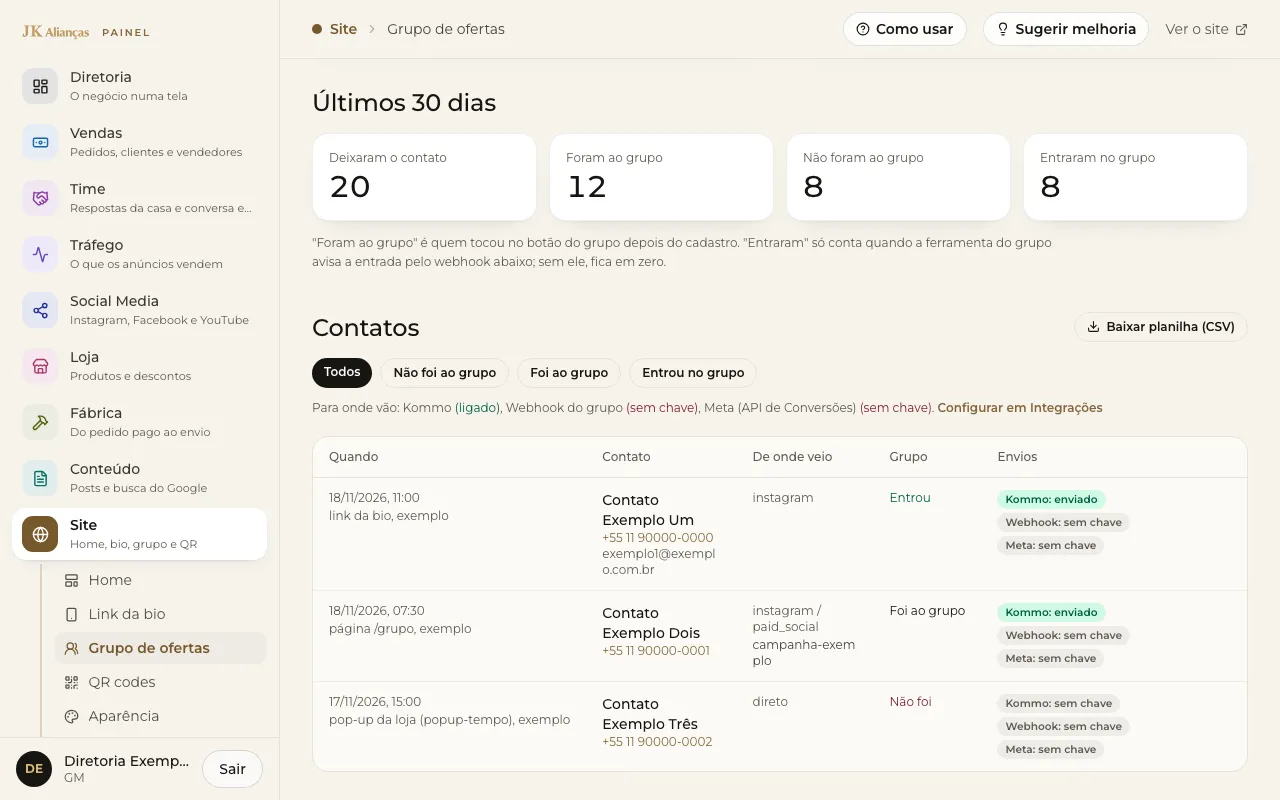 JK Alianças PAINEL
Diretoria
O negócio numa tela
Vendas
Pedidos, clientes e vendedores
Time
Respostas da casa e conversa e...
Tráfego
O que os anúncios vendem
Social Media
Instagram, Facebook e YouTube
Loja
Produtos e descontos
Fábrica
Do pedido pago ao envio
Conteúdo
Posts e busca do Google
Site
Home, bio, grupo e QR
Home
Link da bio
Grupo de ofertas
QR codes
Aparência
DE
Diretoria Exemp...
GM
Sair
Site
Grupo de ofertas
Como usar
Sugerir melhoria
Ver o site
Últimos 30 dias
Deixaram o contato
20
Foram ao grupo
12
Não foram ao grupo
8
Entraram no grupo
8
"Foram ao grupo" é quem tocou no botão do grupo depois do cadastro. "Entraram" só conta quando a ferramenta do grupo
avisa a entrada pelo webhook abaixo; sem ele, fica em zero.
Contatos
Baixar planilha (CSV)
Todos
Não foi ao grupo
Foi ao grupo
Entrou no grupo
Para onde vão: Kommo (ligado), Webhook do grupo (sem chave), Meta (API de Conversões) (sem chave). Configurar em Integrações
Quando Contato De onde veio Grupo Envios
18/11/2026, 11:00
link da bio, exemplo
Contato
Exemplo Um
+55 11 90000-0000
exemplo1@exempl
o.com.br
instagram
Entrou
Kommo: enviado
Webhook: sem chave
Meta: sem chave
18/11/2026, 07:30
página /grupo, exemplo
Contato
Exemplo Dois
+55 11 90000-0001
instagram /
paid_social
campanha-exem
plo
Foi ao grupo
Kommo: enviado
Webhook: sem chave
Meta: sem chave
17/11/2026, 15:00
pop-up da loja (popup-tempo), exemplo
Contato
Exemplo Três
+55 11 90000-0002
direto
Não foi
Kommo: sem chave
Webhook: sem chave
Meta: sem chave